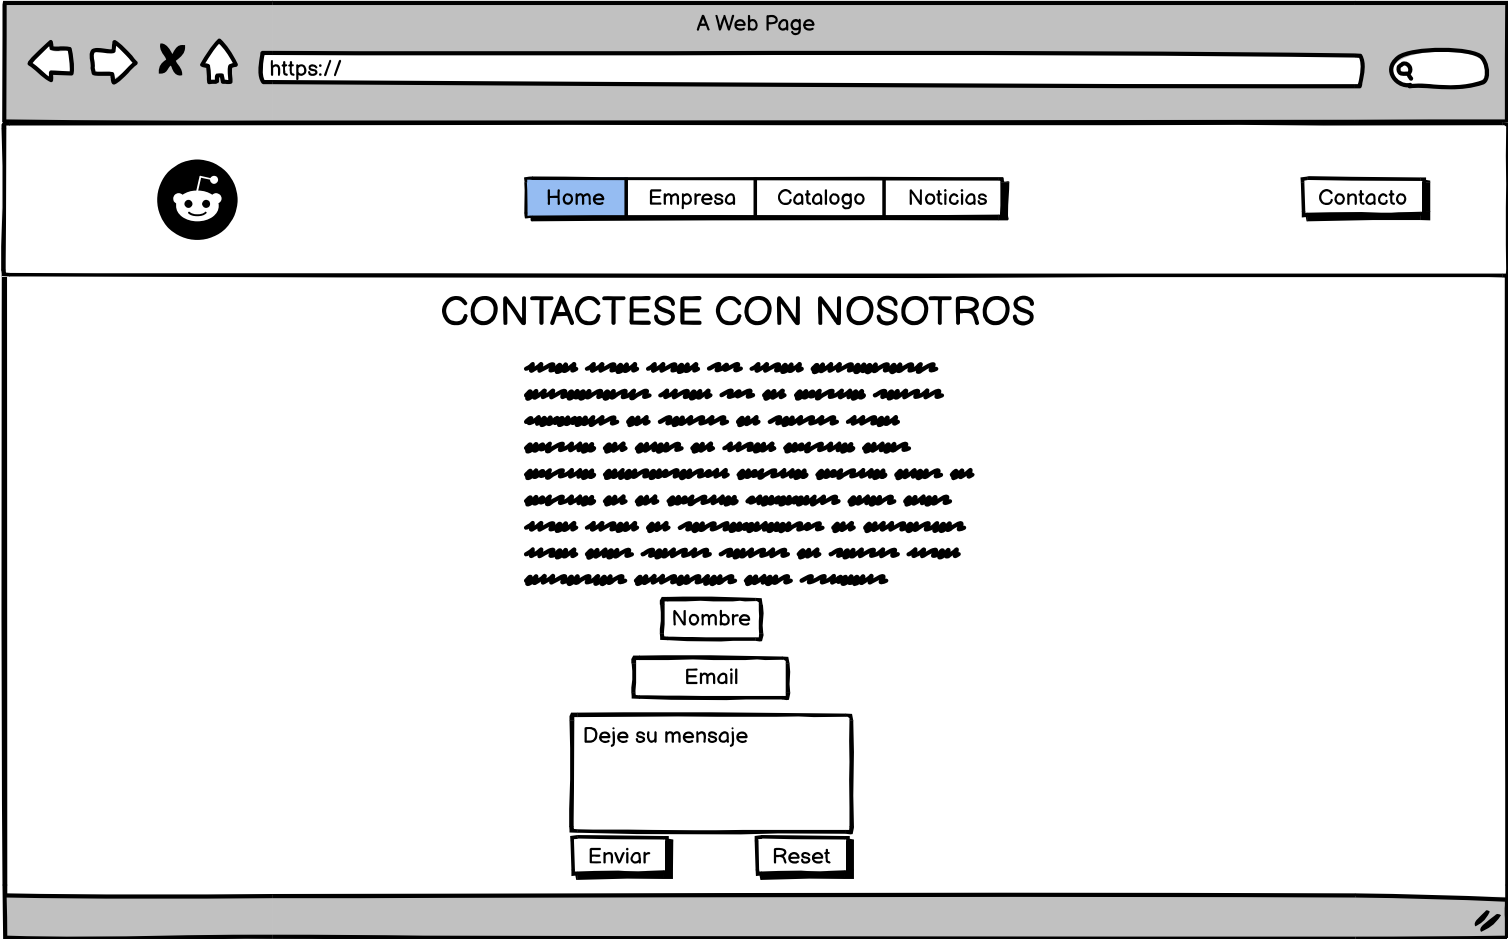 A Web Page
https://
Home Empresa Catalogo Noticias Contacto
CONTACTESE CON NOSOTROS
Nombre
Email
Deje su mensaje
Enviar Reset